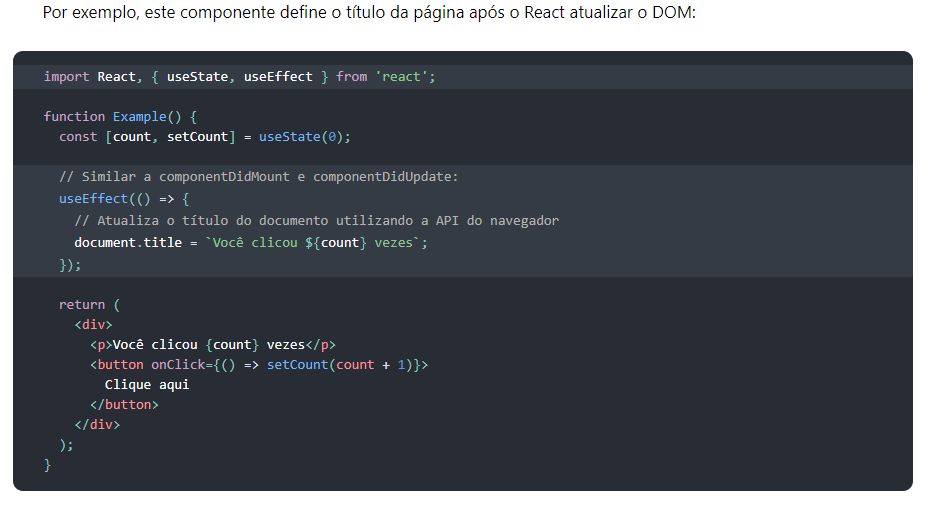 Por exemplo, este componente define o título da página após o React atualizar o DOM:
import React, { useState, useEffect } from 'react';
function Example() {
  const [count, setCount] = useState(0);
  // Similar a componentDidMount e componentDidUpdate:
  useEffect(() => {
    // Atualiza o título do documento utilizando a API do navegador
    document.title = `Você clicou ${count} vezes`;
  });
  return (
    <div>
      <p>Você clicou {count} vezes</p>
      <button onClick={() => setCount(count + 1)}>
        Clique aqui
      </button>
    </div>
  );
}